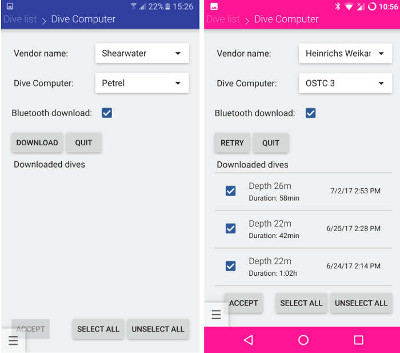 22% 15:26
Dive list > Dive Computer
Vendor name: Shearwater
Dive Computer: Petrel
Bluetooth download:
DOWNLOAD QUIT
Downloaded dives
ACCEPT SELECT ALL UNSELECT ALL
10:56
Dive list > Dive Computer
Vendor name: Heinrichs Weikar
Dive Computer: OSTC 3
Bluetooth download:
RETRY QUIT
Downloaded dives
Depth 26m
Duration: 58min
7/2/17 2:53 PM
Depth 22m
Duration: 42min
6/25/17 2:28 PM
Depth 22m
Duration: 1:02h
6/24/17 2:14 PM
ACCEPT SELECT ALL UNSELECT ALL